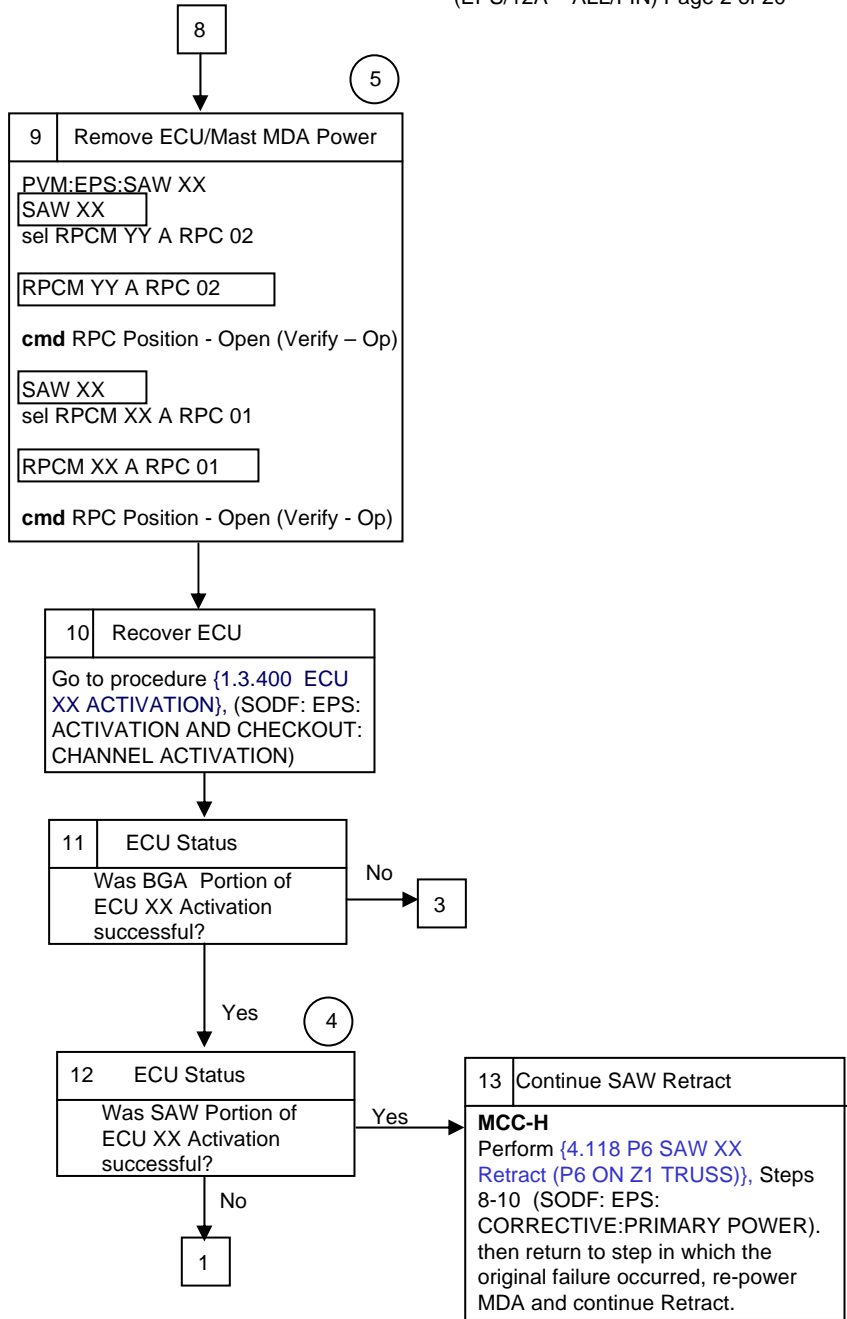 (EPS/12A - ALL/FIN) Page 2 of 20
8
5
9 Remove ECU/Mast MDA Power
PVM:EPS:SAW XX
SAW XX
sel RPCM YY A RPC 02
RPCM YY A RPC 02
cmd RPC Position - Open (Verify – Op)
SAW XX
sel RPCM XX A RPC 01
RPCM XX A RPC 01
cmd RPC Position - Open (Verify - Op)
10 Recover ECU
Go to procedure {1.3.400 ECU
XX ACTIVATION}, (SODF: EPS:
ACTIVATION AND CHECKOUT:
CHANNEL ACTIVATION)
11 ECU Status
Was BGA Portion of
ECU XX Activation
successful?
No
3
Yes
4
12 ECU Status
Was SAW Portion of
ECU XX Activation
successful?
Yes
No
1
13 Continue SAW Retract
MCC-H
Perform {4.118 P6 SAW XX
Retract (P6 ON Z1 TRUSS)}, Steps
8-10 (SODF: EPS:
CORRECTIVE:PRIMARY POWER).
then return to step in which the
original failure occurred, re-power
MDA and continue Retract.